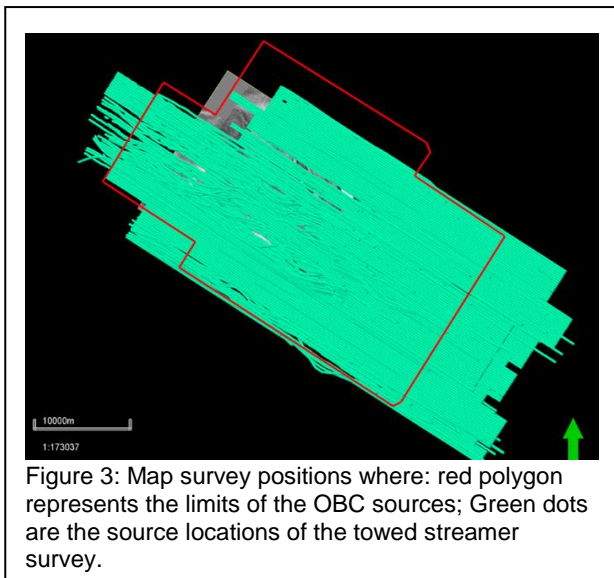 10000m
1:173037
Figure 3: Map survey positions where: red polygon
represents the limits of the OBC sources; Green dots
are the source locations of the towed streamer
survey.